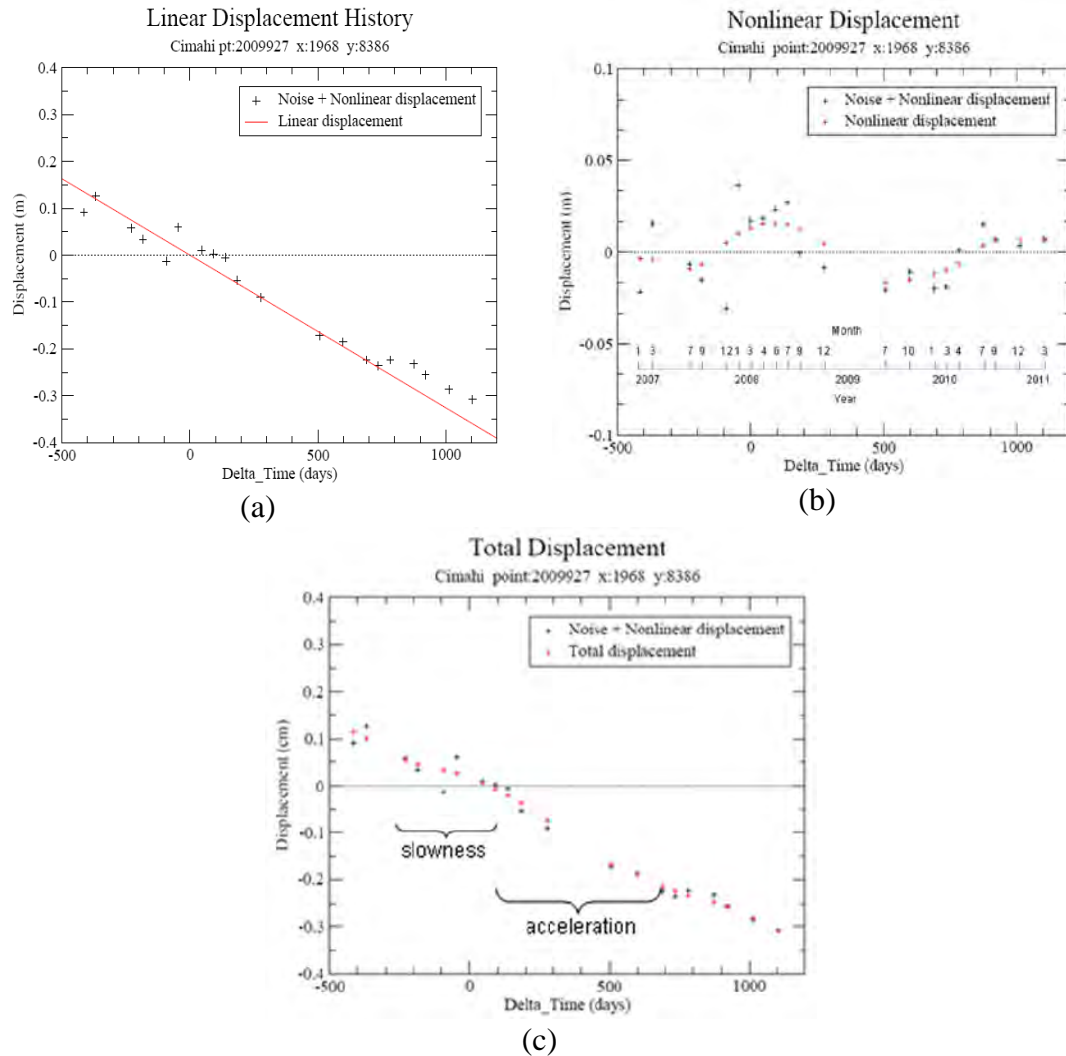 Linear Displacement History
Cimahi pt:2009927 x:1968 y:8386
0.4
0.3
0.2
0.1
0
-0.1
-0.2
-0.3
-0.4
Displacement (m)
+ Noise + Nonlinear displacement
Linear displacement
-500 0 500 1000
Delta_Time (days)
(a)
Nonlinear Displacement
Cimahi point:2009927 x:1968 y:8386
0.1
0.05
0
-0.05
-0.1
Displacement (m)
+ Noise + Nonlinear displacement
+ Nonlinear displacement
Month
1 3 7 9 12 1 3 4 6 7 9 12 7 10 1 3 4 7 9 12 3
2007 2008 2009 2010 2011
Year
-500 0 500 1000
Delta_Time (days)
(b)
Total Displacement
Cimahi point:2009927 x:1968 y:8386
0.4
0.3
0.2
0.1
0
-0.1
-0.2
-0.3
-0.4
Displacement (cm)
+ Noise + Nonlinear displacement
+ Total displacement
slowness
acceleration
-500 0 500 1000
Delta_Time (days)
(c)